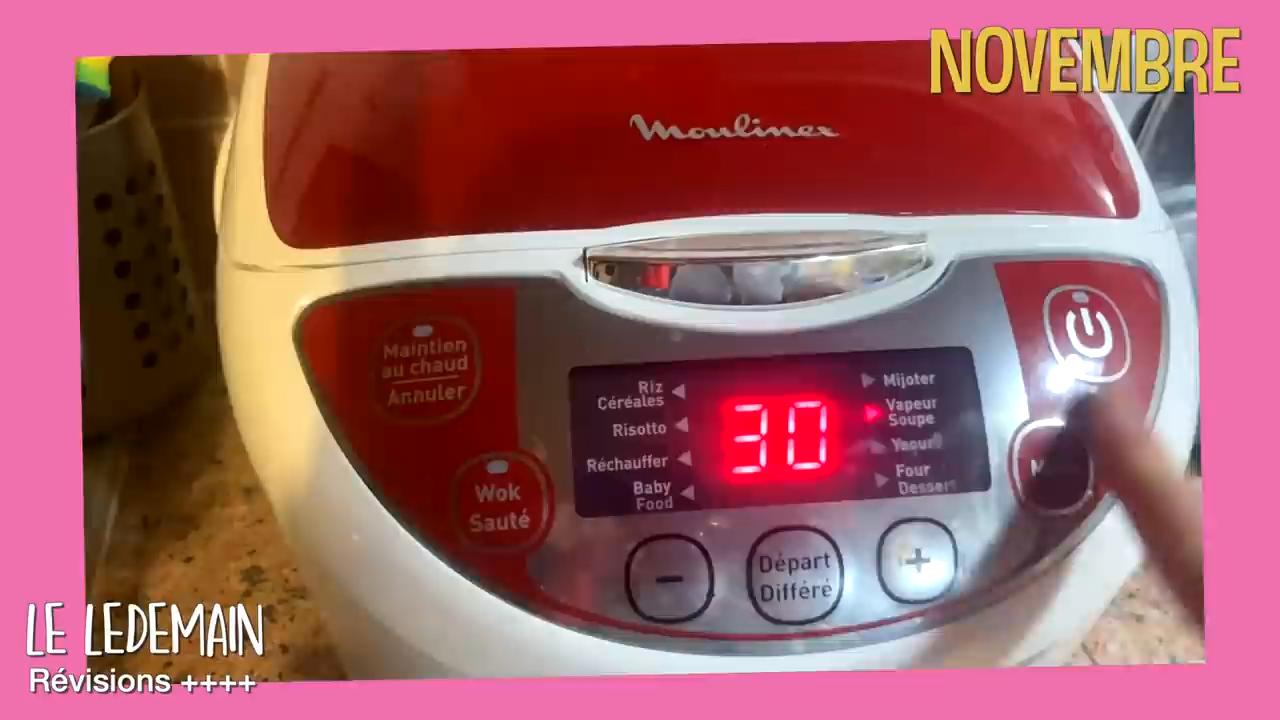 NOVEMBRE
Moulinex
Maintien
au chaud
Annuler
Wok
Sauté
Riz
Céréales
Risotto
Réchauffer
Baby
Food
30
Mijoter
Vapeur
Soupe
Yaourt
Four
Dessert
−
Départ
Différé
+
LE LEDEMAIN
Révisions ++++